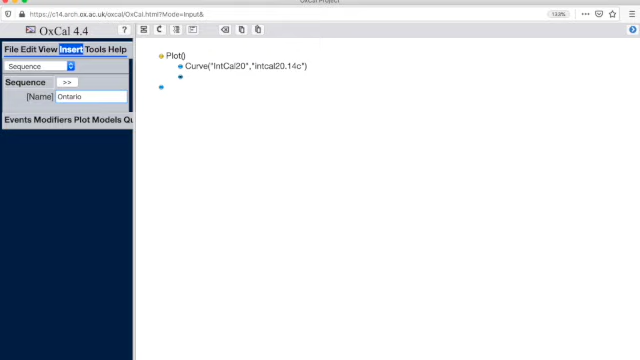 OxCal Project
https://c14.arch.ox.ac.uk/oxcal/OxCal.html?Mode=Input&
133%
OxCal 4.4
?
File Edit View Insert Tools Help
Sequence
Sequence >>
[Name] Ontario
Events Modifiers Plot Models Qu
Plot()
Curve("IntCal20","intcal20.14c")